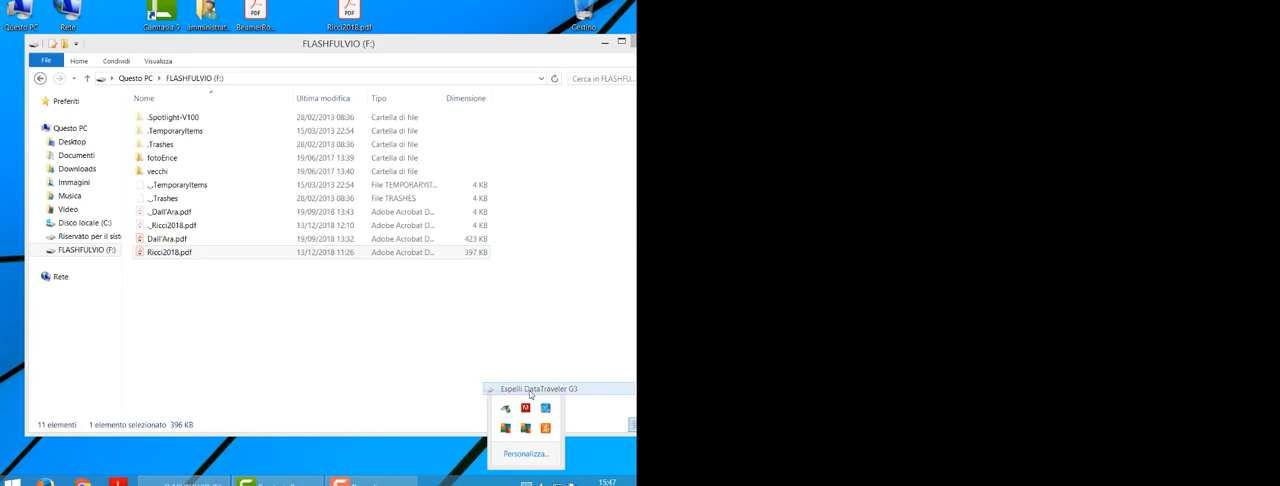 Questo PC
Rete
Camtasia 9
amministrat...
BeamerRo...
Ricci2018.pdf
Cestino
FLASHFULVIO (F:)
File Home Condividi Visualizza
Questo PC FLASHFULVIO (F:)
Cerca in FLASHFU...
Nome Ultima modifica Tipo Dimensione
Preferiti
Questo PC
Desktop
Documenti
Downloads
Immagini
Musica
Video
Disco locale (C:)
Riservato per il siste
FLASHFULVIO (F:)
Rete
.Spotlight-V100 28/02/2013 08:36 Cartella di file
.TemporaryItems 15/03/2013 22:54 Cartella di file
.Trashes 28/02/2013 08:36 Cartella di file
fotoErice 19/06/2017 13:39 Cartella di file
vecchi 19/06/2017 13:40 Cartella di file
._TemporaryItems 15/03/2013 22:54 File TEMPORARYIT... 4 KB
._Trashes 28/02/2013 08:36 File TRASHES 4 KB
._Dall'Ara.pdf 19/09/2018 13:43 Adobe Acrobat D... 4 KB
._Ricci2018.pdf 13/12/2018 12:10 Adobe Acrobat D... 4 KB
Dall'Ara.pdf 19/09/2018 13:32 Adobe Acrobat D... 423 KB
Ricci2018.pdf 13/12/2018 11:26 Adobe Acrobat D... 397 KB
Espelli DataTraveler G3
Personalizza...
11 elementi 1 elemento selezionato 396 KB
15:47